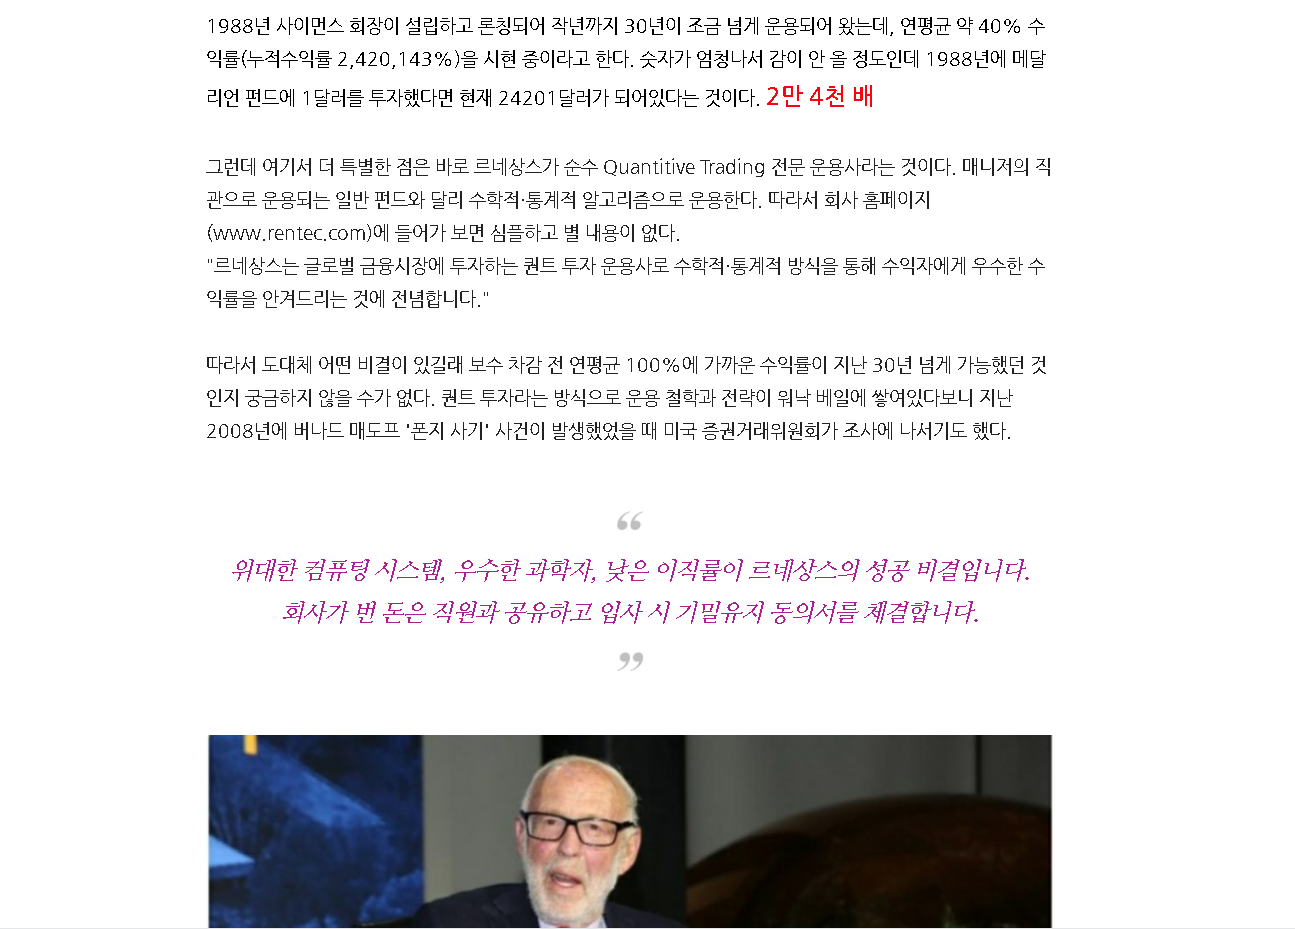 1988년 사이먼스 회장이 설립하고 론칭되어 작년까지 30년이 조금 넘게 운용되어 왔는데, 연평균 약 40% 수
익률(누적수익률 2,420,143%)을 시현 중이라고 한다. 숫자가 엄청나서 감이 안 올 정도인데 1988년에 메달
리언 펀드에 1달러를 투자했다면 현재 24201달러가 되어있다는 것이다. 2만 4천 배
그런데 여기서 더 특별한 점은 바로 르네상스가 순수 Quantitive Trading 전문 운용사라는 것이다. 매니저의 직
관으로 운용되는 일반 펀드와 달리 수학적·통계적 알고리즘으로 운용한다. 따라서 회사 홈페이지
(www.rentec.com)에 들어가 보면 심플하고 별 내용이 없다.
"르네상스는 글로벌 금융시장에 투자하는 퀀트 투자 운용사로 수학적·통계적 방식을 통해 수익자에게 우수한 수
익률을 안겨드리는 것에 전념합니다."
따라서 도대체 어떤 비결이 있길래 보수 차감 전 연평균 100%에 가까운 수익률이 지난 30년 넘게 가능했던 것
인지 궁금하지 않을 수가 없다. 퀀트 투자라는 방식으로 운용 철학과 전략이 워낙 베일에 쌓여있다보니 지난
2008년에 버나드 매도프 '폰지 사기' 사건이 발생했었을 때 미국 증권거래위원회가 조사에 나서기도 했다.
“
위대한 컴퓨팅 시스템, 우수한 과학자, 낮은 이직률이 르네상스의 성공 비결입니다.
회사가 번 돈은 직원과 공유하고 입사 시 기밀유지 동의서를 체결합니다.
”